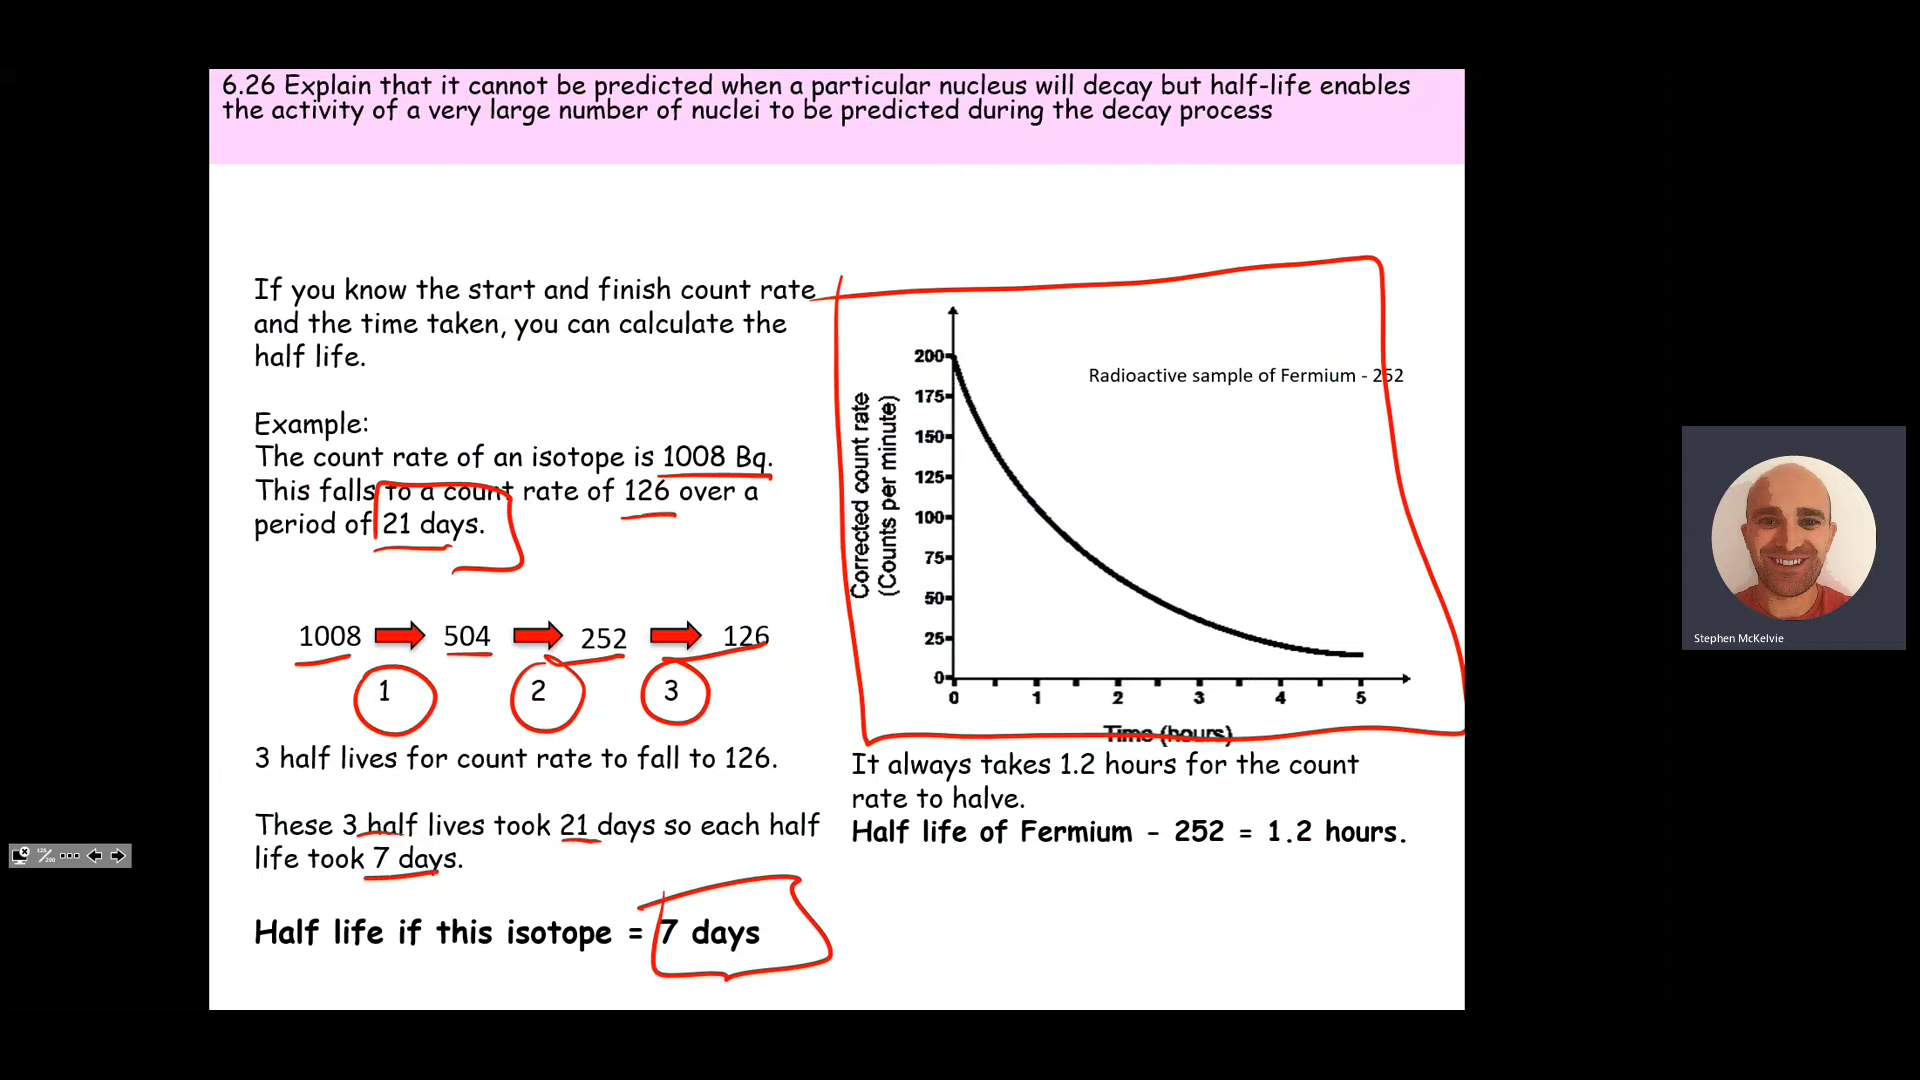 6.26 Explain that it cannot be predicted when a particular nucleus will decay but half-life enables
the activity of a very large number of nuclei to be predicted during the decay process
If you know the start and finish count rate
and the time taken, you can calculate the
half life.
Example:
The count rate of an isotope is 1008 Bq.
This falls to a count rate of 126 over a
period of 21 days.
1008 504 252 126
1 2 3
3 half lives for count rate to fall to 126.
These 3 half lives took 21 days so each half
life took 7 days.
Half life if this isotope = 7 days
Radioactive sample of Fermium - 252
Corrected count rate
(Counts per minute)
200
175
150
125
100
75
50
25
0
0 1 2 3 4 5
Time (hours)
It always takes 1.2 hours for the count
rate to halve.
Half life of Fermium - 252 = 1.2 hours.
Stephen McKelvie